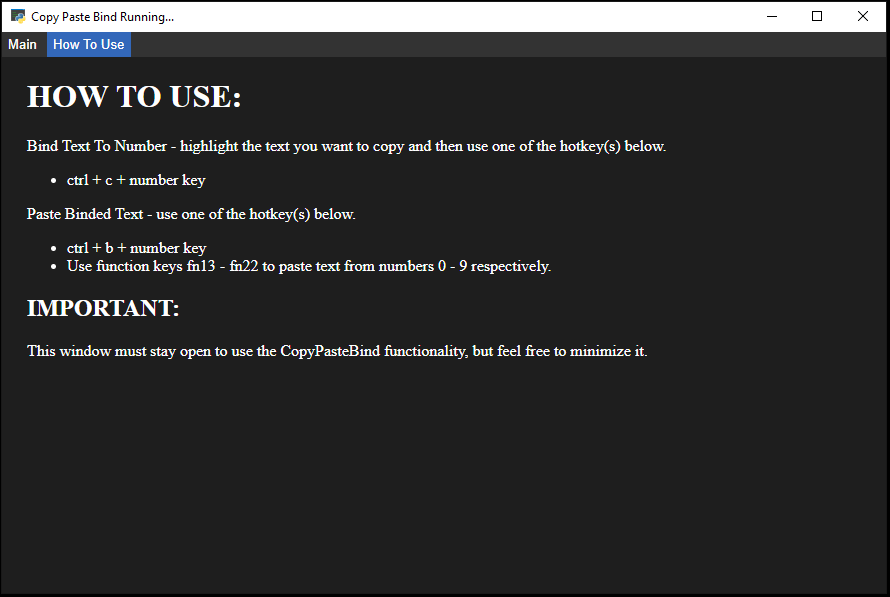 Copy Paste Bind Running...
Main How To Use
HOW TO USE:
Bind Text To Number - highlight the text you want to copy and then use one of the hotkey(s) below.
• ctrl + c + number key
Paste Binded Text - use one of the hotkey(s) below.
• ctrl + b + number key
• Use function keys fn13 - fn22 to paste text from numbers 0 - 9 respectively.
IMPORTANT:
This window must stay open to use the CopyPasteBind functionality, but feel free to minimize it.